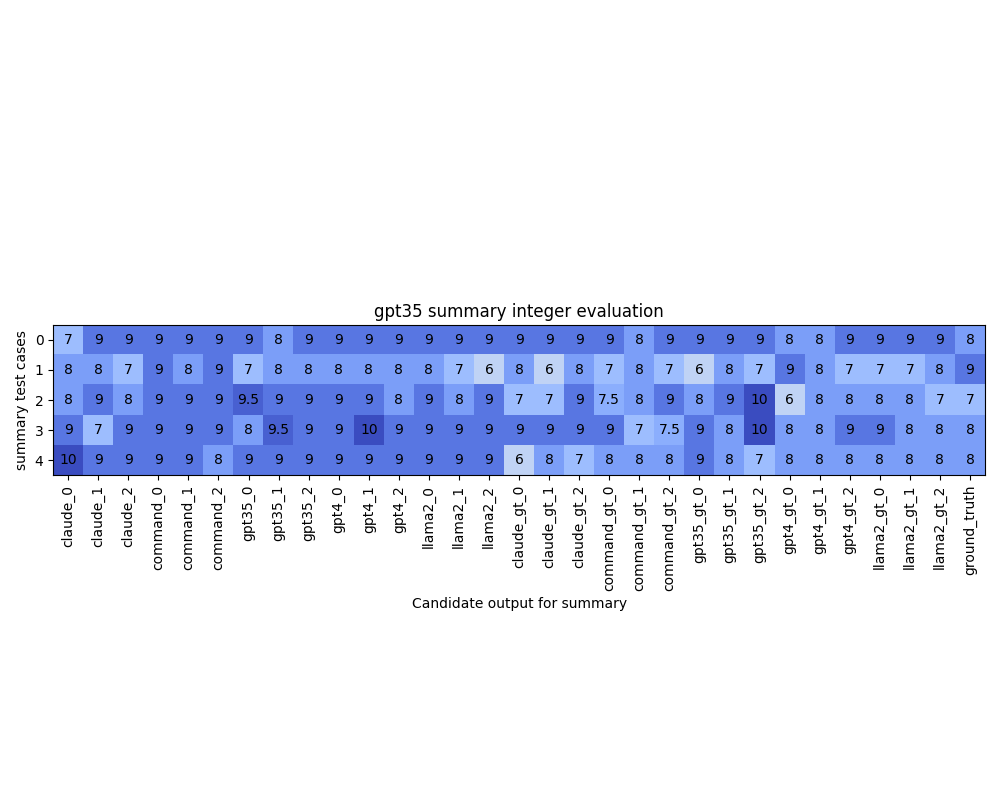 gpt35 summary integer evaluation
summary test cases
0 7 9 9 9 9 9 9 8 9 9 9 9 9 9 9 9 9 9 9 8 9 9 9 9 8 8 9 9 9 9 8
1 8 8 7 9 8 9 7 8 8 8 8 8 8 7 6 8 6 8 7 8 7 6 8 7 9 8 7 7 7 8 9
2 8 9 8 9 9 9 9.5 9 9 9 9 8 9 8 9 7 7 9 7.5 8 9 8 9 10 6 8 8 8 8 7 7
3 9 7 9 9 9 9 8 9.5 9 9 10 9 9 9 9 9 9 9 9 7 7.5 9 8 10 8 8 9 9 8 8 8
4 10 9 9 9 9 8 9 9 9 9 9 9 9 9 9 6 8 7 8 8 8 9 8 7 8 8 8 8 8 8 8
claude_0 claude_1 claude_2 command_0 command_1 command_2 gpt35_0 gpt35_1 gpt35_2 gpt4_0 gpt4_1 gpt4_2 llama2_0 llama2_1 llama2_2 claude_gt_0 claude_gt_1 claude_gt_2 command_gt_0 command_gt_1 command_gt_2 gpt35_gt_0 gpt35_gt_1 gpt35_gt_2 gpt4_gt_0 gpt4_gt_1 gpt4_gt_2 llama2_gt_0 llama2_gt_1 llama2_gt_2 ground_truth
Candidate output for summary